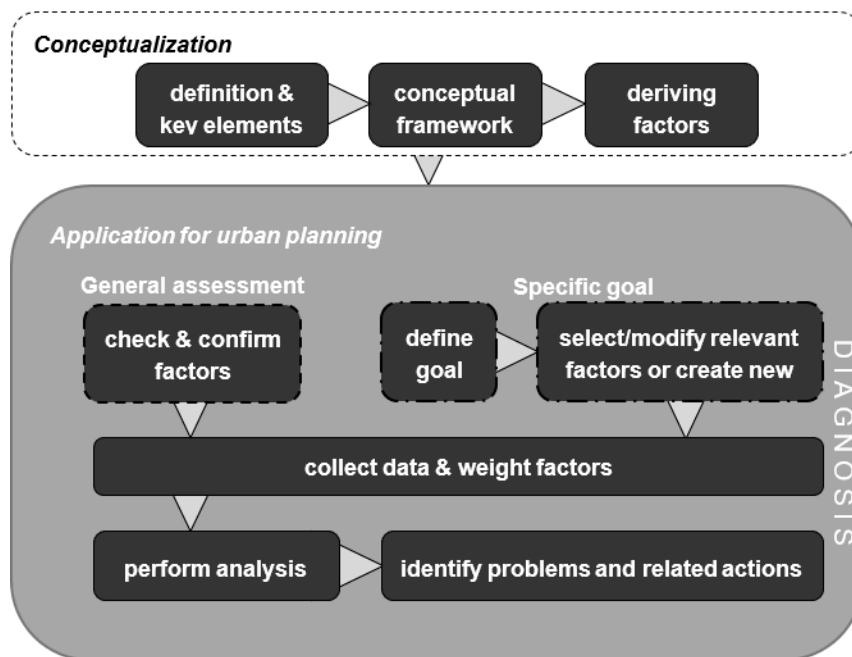 Conceptualization
definition &
key elements
conceptual
framework
deriving
factors
Application for urban planning
General assessment
Specific goal
check & confirm
factors
define
goal
select/modify relevant
factors or create new
collect data & weight factors
perform analysis
identify problems and related actions
DIAGNOSIS